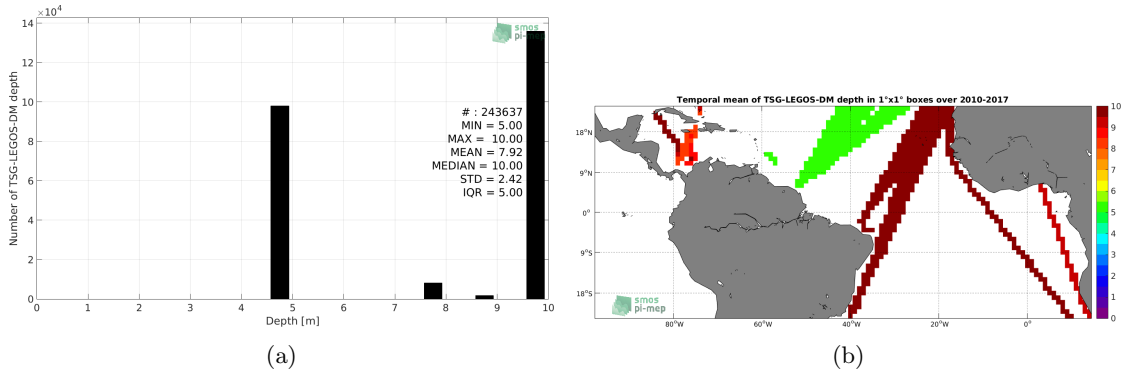 ×10⁴
14
12
10
8
6
4
2
0
Number of TSG-LEGOS-DM depth
smos
pi-mep
# : 243637
MIN = 5.00
MAX = 10.00
MEAN = 7.92
MEDIAN = 10.00
STD = 2.42
IQR = 5.00
0 1 2 3 4 5 6 7 8 9 10
Depth [m]
(a)
Temporal mean of TSG-LEGOS-DM depth in 1°x1° boxes over 2010-2017
18°N
9°N
0°
9°S
18°S
smos
pi-mep
80°W 60°W 40°W 20°W 0°
10
9
8
7
6
5
4
3
2
1
0
(b)